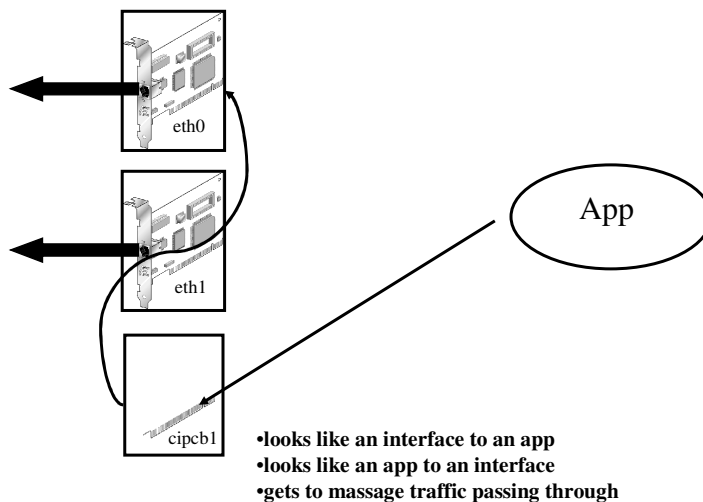 eth0
App
eth1
cipcb1
•looks like an interface to an app
•looks like an app to an interface
•gets to massage traffic passing through